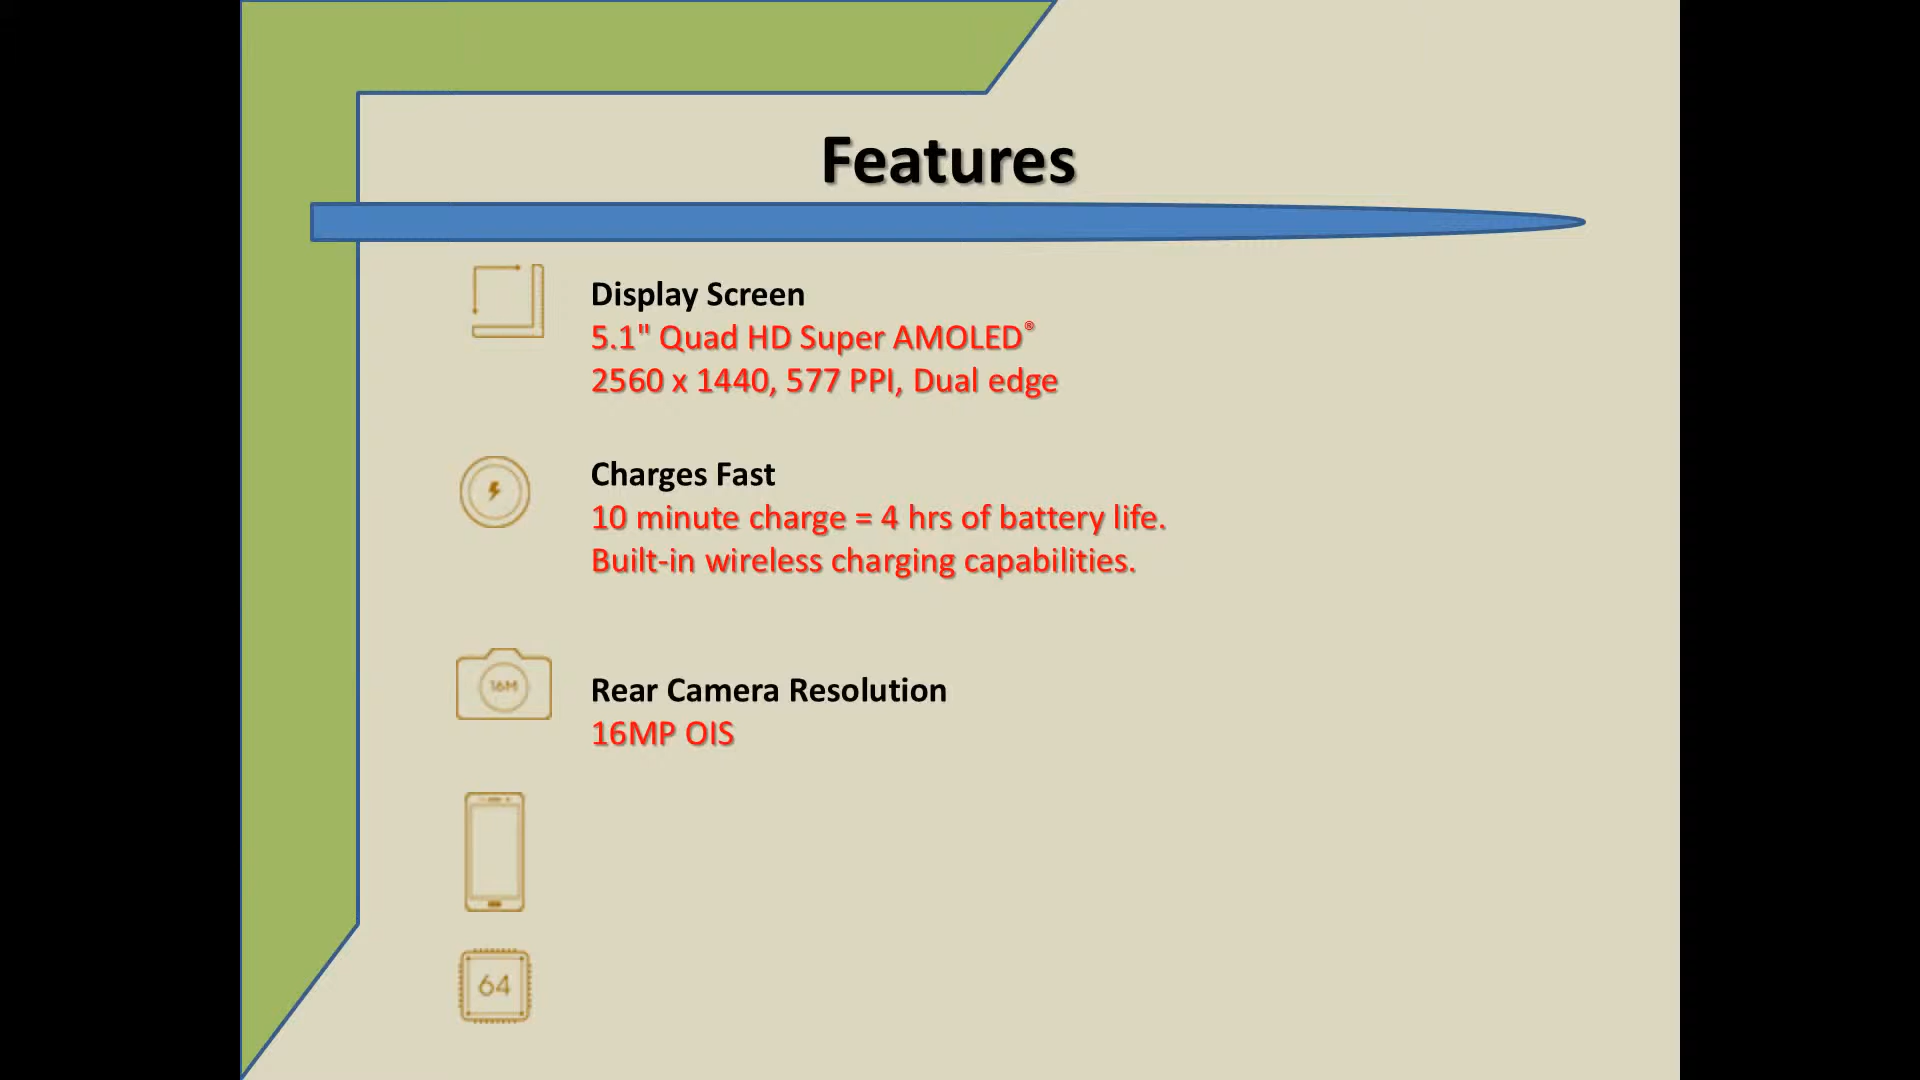 Features
Display Screen
5.1" Quad HD Super AMOLED®
2560 x 1440, 577 PPI, Dual edge
Charges Fast
10 minute charge = 4 hrs of battery life.
Built-in wireless charging capabilities.
16M
Rear Camera Resolution
16MP OIS
64